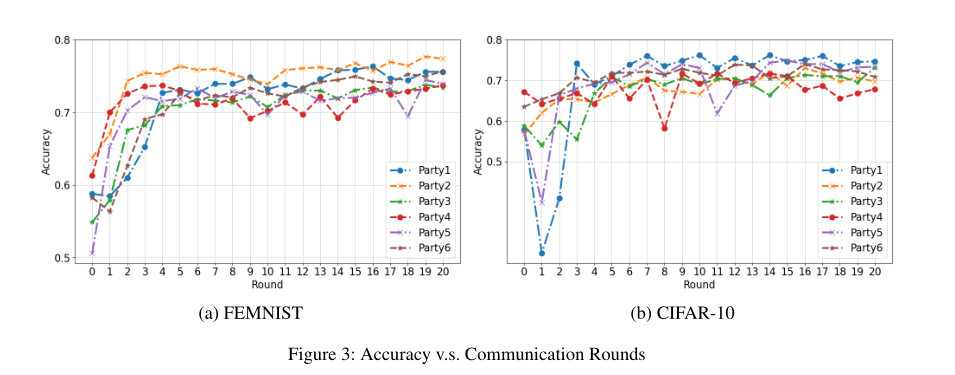 0.8
0.7
0.6
0.5
Accuracy
0 1 2 3 4 5 6 7 8 9 10 11 12 13 14 15 16 17 18 19 20
Round
Party1
Party2
Party3
Party4
Party5
Party6
(a) FEMNIST
0.8
0.7
0.6
0.5
Accuracy
0 1 2 3 4 5 6 7 8 9 10 11 12 13 14 15 16 17 18 19 20
Round
Party1
Party2
Party3
Party4
Party5
Party6
(b) CIFAR-10
Figure 3: Accuracy v.s. Communication Rounds